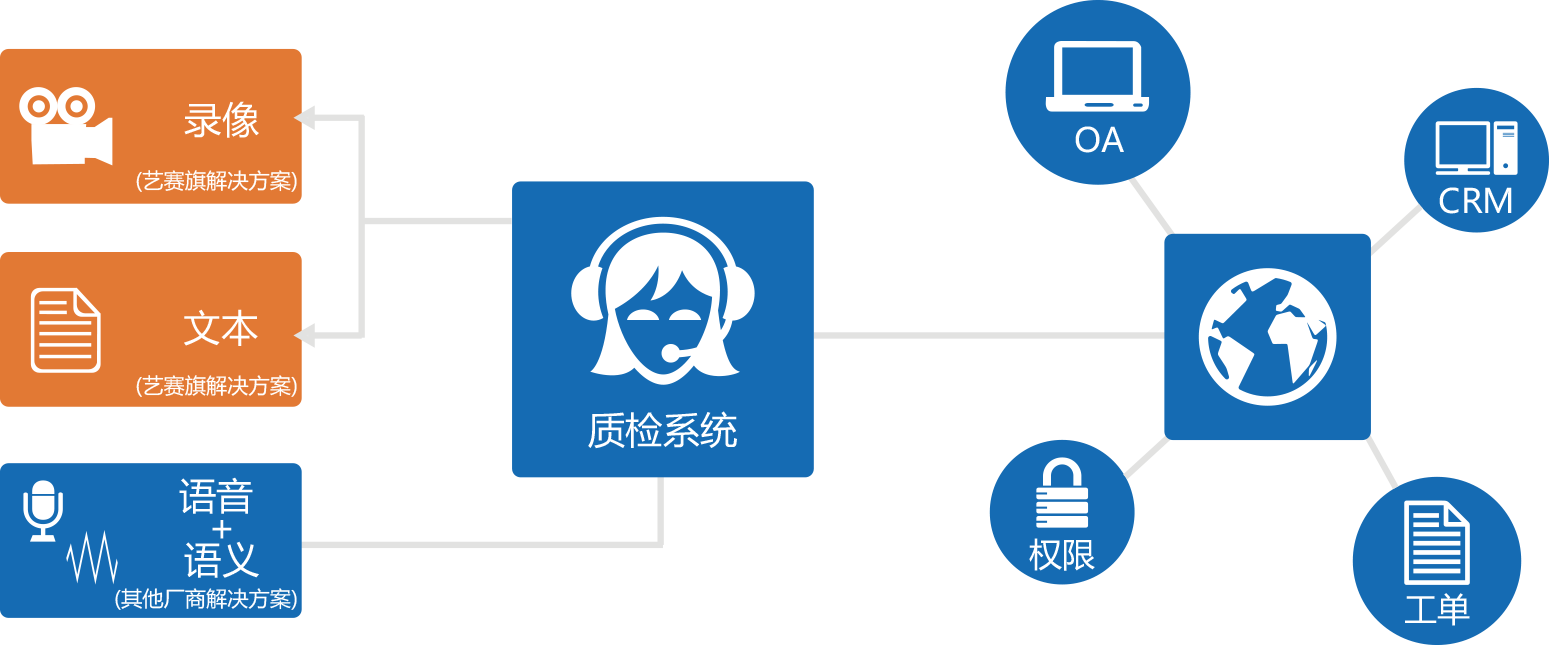 录像
(艺赛旗解决方案)
文本
(艺赛旗解决方案)
语音
+
语义
(其他厂商解决方案)
质检系统
OA
CRM
权限
工单